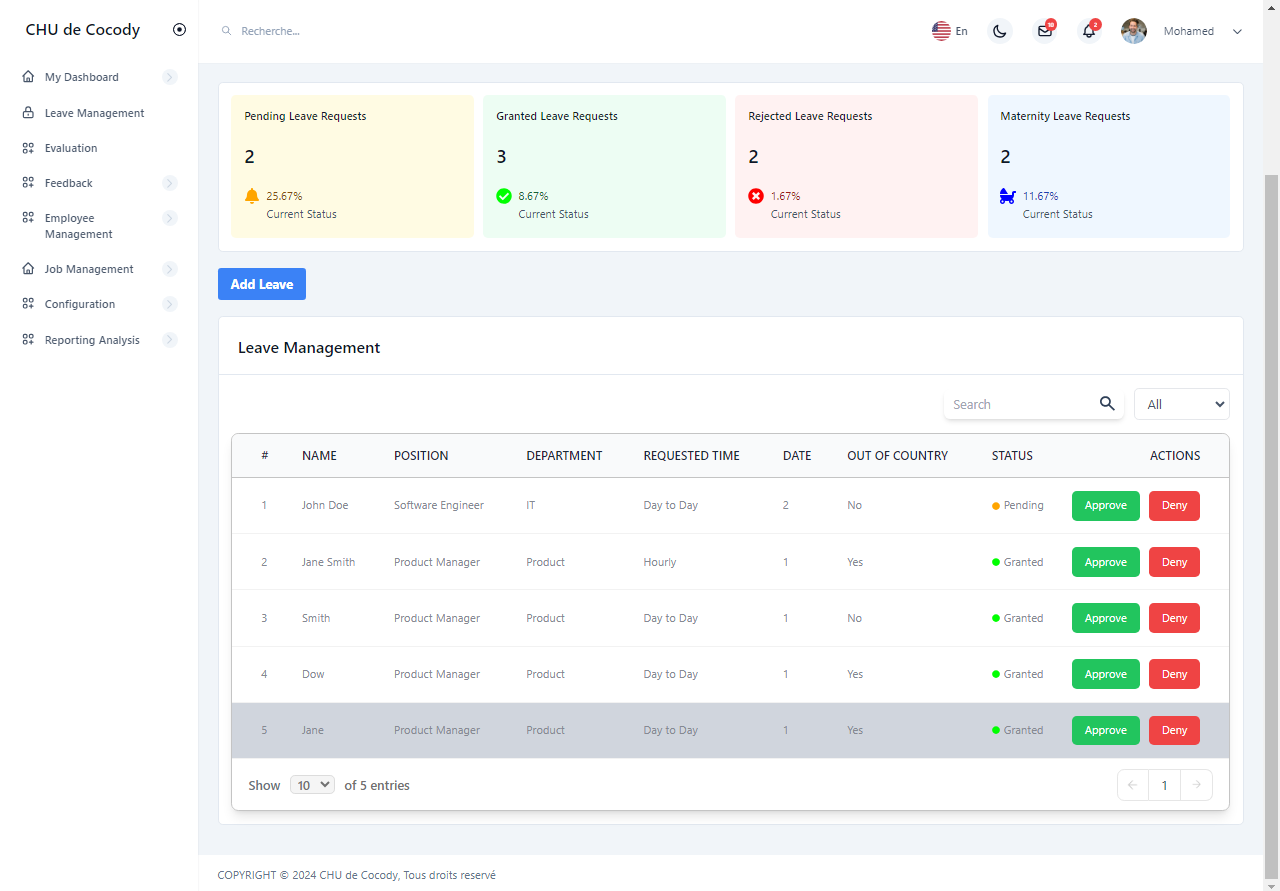 CHU de Cocody
Recherche...
En
10
2
Mohamed
My Dashboard
Leave Management
Evaluation
Feedback
Employee
Management
Job Management
Configuration
Reporting Analysis
Pending Leave Requests
2
25.67%
Current Status
Granted Leave Requests
3
8.67%
Current Status
Rejected Leave Requests
2
1.67%
Current Status
Maternity Leave Requests
2
11.67%
Current Status
Add Leave
Leave Management
Search
All
# NAME POSITION DEPARTMENT REQUESTED TIME DATE OUT OF COUNTRY STATUS ACTIONS
1 John Doe Software Engineer IT Day to Day 2 No Pending Approve Deny
2 Jane Smith Product Manager Product Hourly 1 Yes Granted Approve Deny
3 Smith Product Manager Product Day to Day 1 No Granted Approve Deny
4 Dow Product Manager Product Day to Day 1 Yes Granted Approve Deny
5 Jane Product Manager Product Day to Day 1 Yes Granted Approve Deny
Show 10 of 5 entries
1
COPYRIGHT © 2024 CHU de Cocody, Tous droits reservé